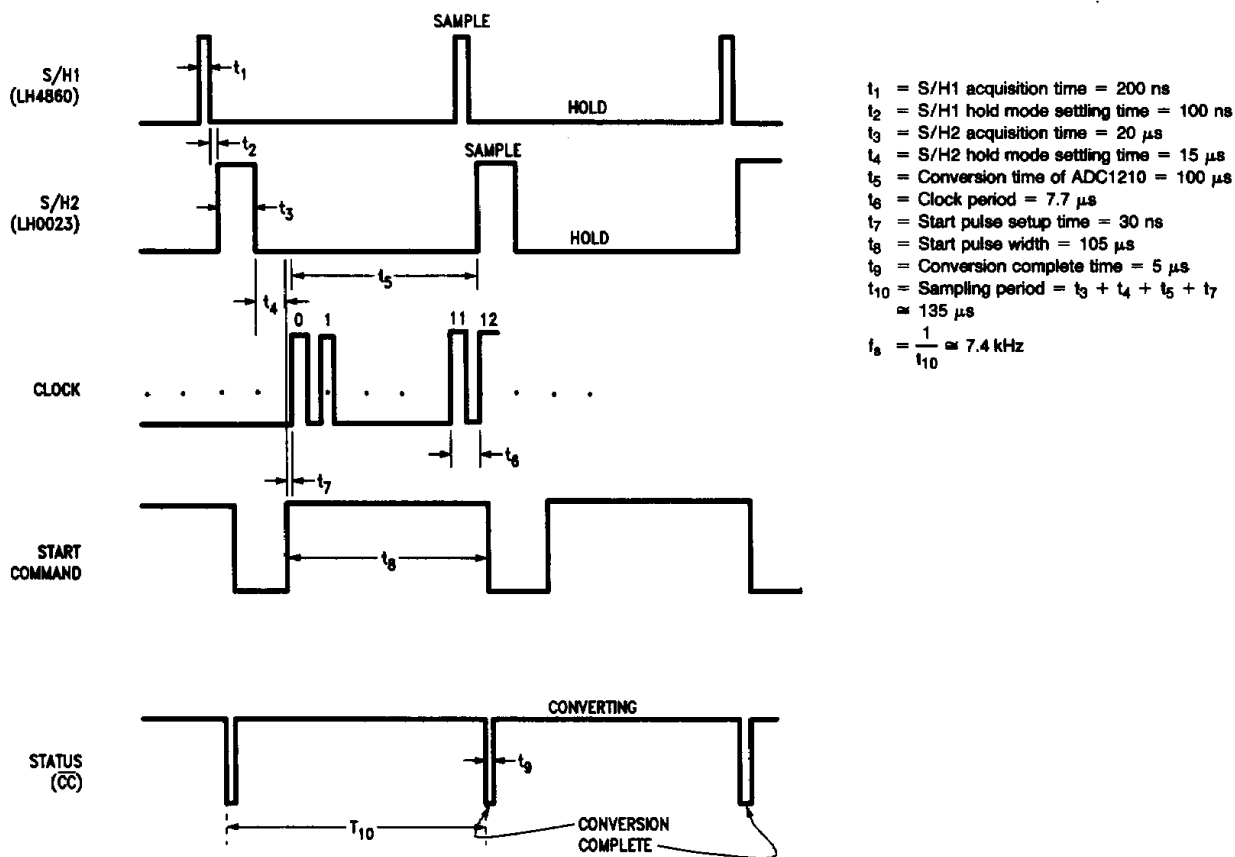 SAMPLE
S/H1
(LH4860)
t1
HOLD
t2
SAMPLE
S/H2
(LH0023)
t3
HOLD
t5
t4
0 1 11 12
CLOCK
t6
t7
START
COMMAND
t8
CONVERTING
STATUS
(C̅C̅)
t9
T10
CONVERSION
COMPLETE
t1 = S/H1 acquisition time = 200 ns
t2 = S/H1 hold mode settling time = 100 ns
t3 = S/H2 acquisition time = 20 μs
t4 = S/H2 hold mode settling time = 15 μs
t5 = Conversion time of ADC1210 = 100 μs
t6 = Clock period = 7.7 μs
t7 = Start pulse setup time = 30 ns
t8 = Start pulse width = 105 μs
t9 = Conversion complete time = 5 μs
t10 = Sampling period = t3 + t4 + t5 + t7
≅ 135 μs
fs = 1/t10 ≅ 7.4 kHz